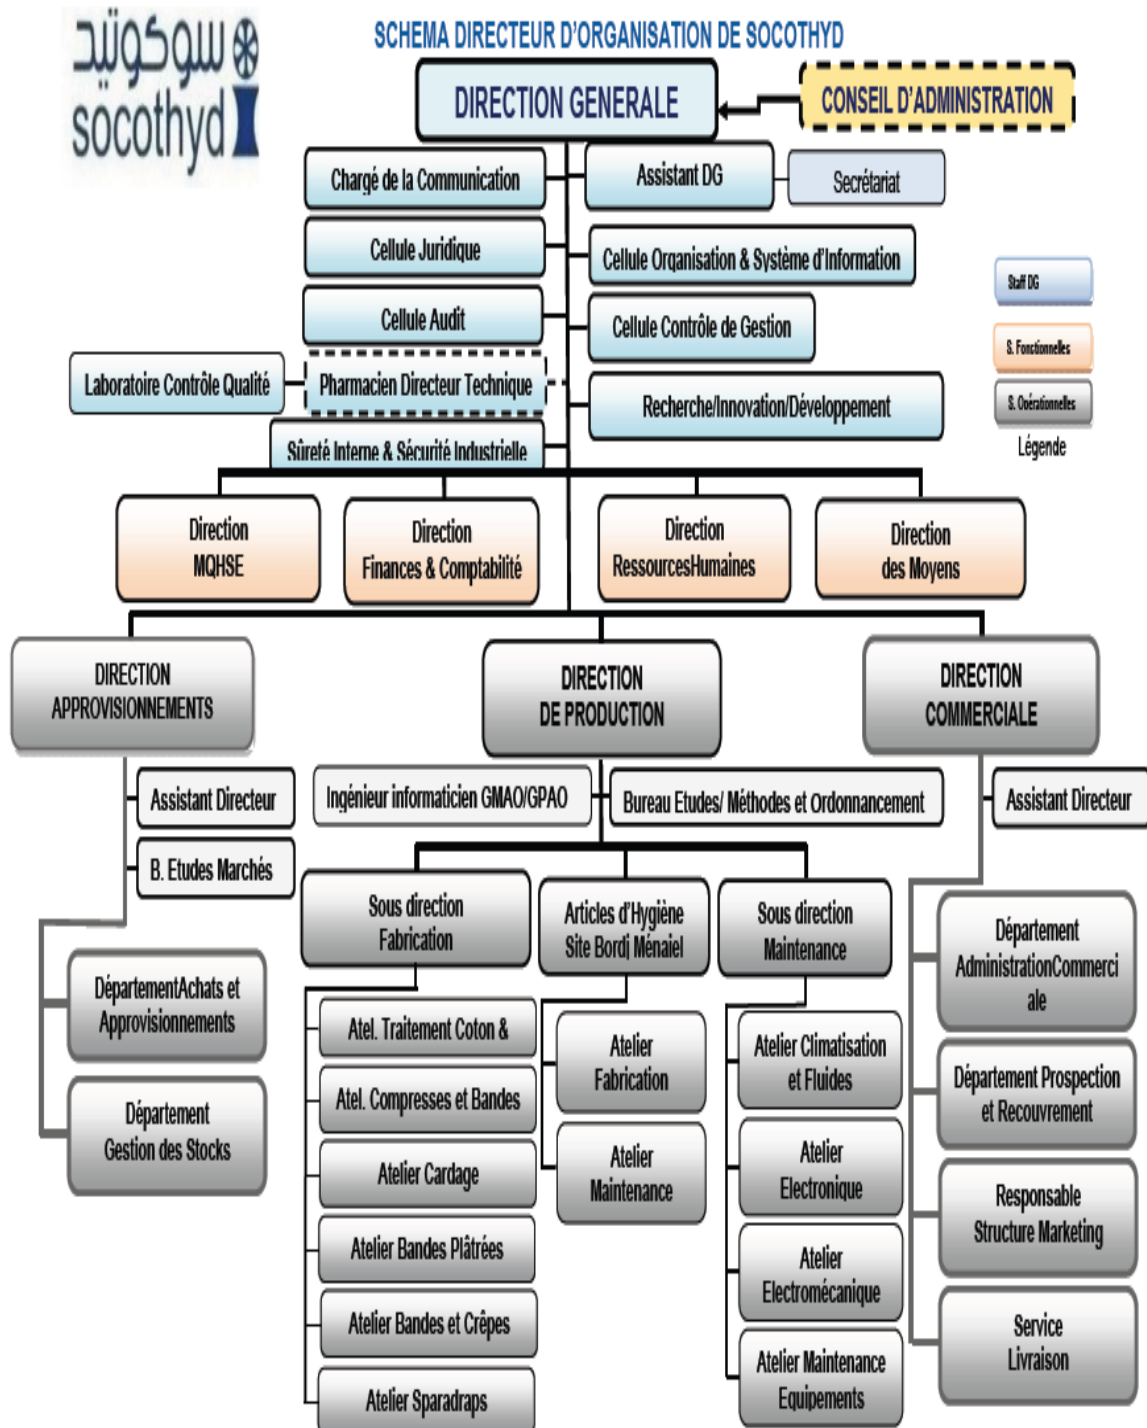 سوكوتيد
socothyd
SCHEMA DIRECTEUR D'ORGANISATION DE SOCOTHYD
DIRECTION GENERALE
CONSEIL D'ADMINISTRATION
Chargé de la Communication
Assistant DG
Secrétariat
Cellule Juridique
Cellule Organisation & Système d'Information
Cellule Audit
Cellule Contrôle de Gestion
Staff DG
S. Fonctionnelles
S. Opérationnelles
Légende
Laboratoire Contrôle Qualité
Pharmacien Directeur Technique
Recherche/Innovation/Développement
Sûreté Interne & Sécurité Industrielle
Direction
MQHSE
Direction
Finances & Comptabilité
Direction
RessourcesHumaines
Direction
des Moyens
DIRECTION
APPROVISIONNEMENTS
DIRECTION
DE PRODUCTION
DIRECTION
COMMERCIALE
Assistant Directeur
B. Etudes Marchés
Ingénieur informaticien GMAO/GPAO
Bureau Etudes/ Méthodes et Ordonnancement
Assistant Directeur
DépartementAchats et
Approvisionnements
Département
Gestion des Stocks
Sous direction
Fabrication
Atel. Traitement Coton &
Atel. Compresses et Bandes
Atelier Cardage
Atelier Bandes Plâtrées
Atelier Bandes et Crêpes
Atelier Sparadraps
Articles d'Hygiène
Site Bordj Ménaiel
Atelier
Fabrication
Atelier
Maintenance
Sous direction
Maintenance
Atelier Climatisation
et Fluides
Atelier
Electronique
Atelier
Electromécanique
Atelier Maintenance
Equipements
Département
AdministrationCommerci
ale
Département Prospection
et Recouvrement
Responsable
Structure Marketing
Service
Livraison